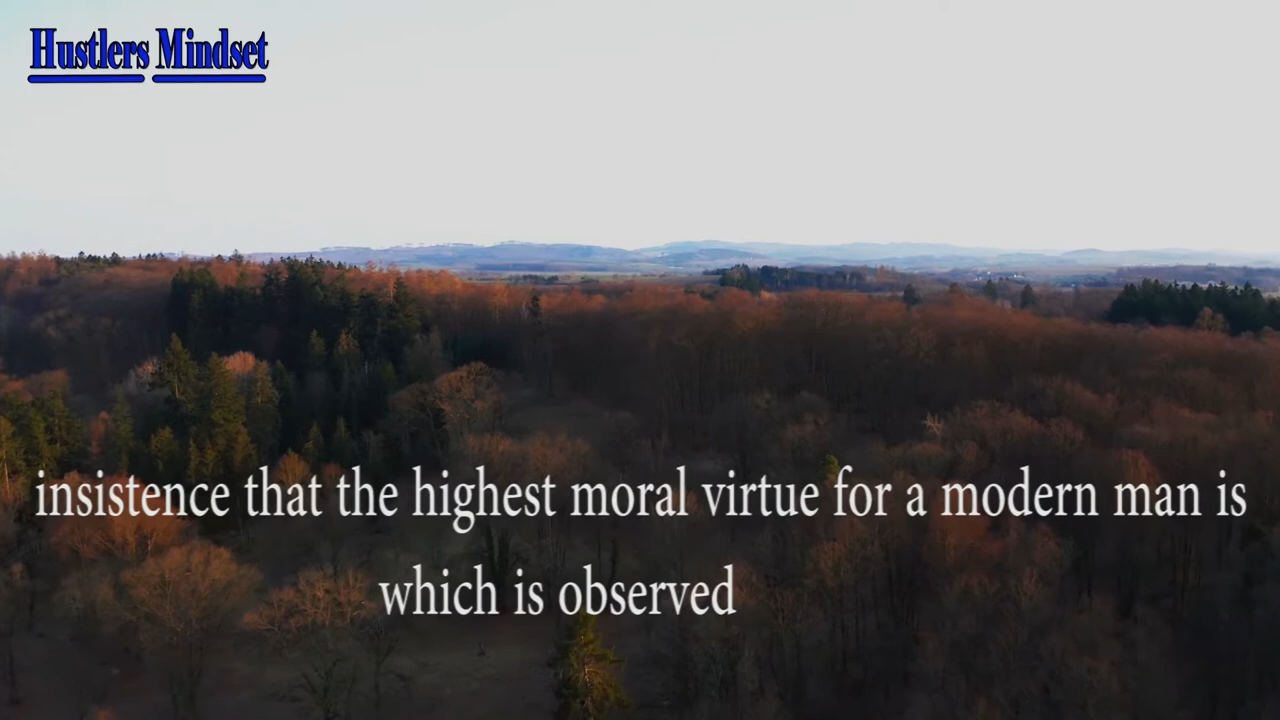 Hustlers Mindset
insistence that the highest moral virtue for a modern man is
which is observed